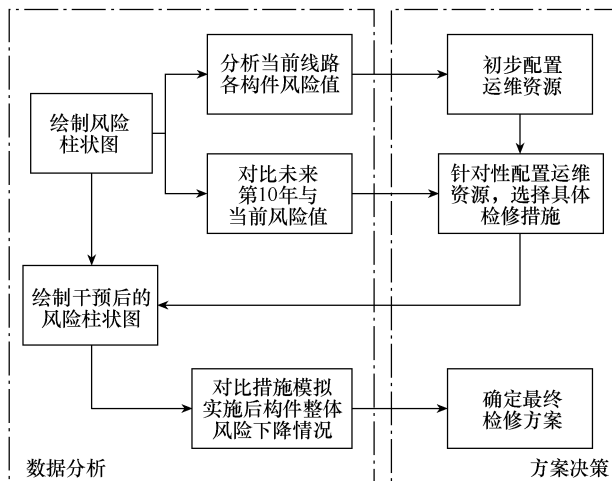 分析当前线路
各构件风险值
初步配置
运维资源
绘制风险
柱状图
对比未来
第10年与
当前风险值
针对性配置运维
资源，选择具体
检修措施
绘制干预后的
风险柱状图
对比措施模拟
实施后构件整体
风险下降情况
确定最终
检修方案
数据分析
方案决策